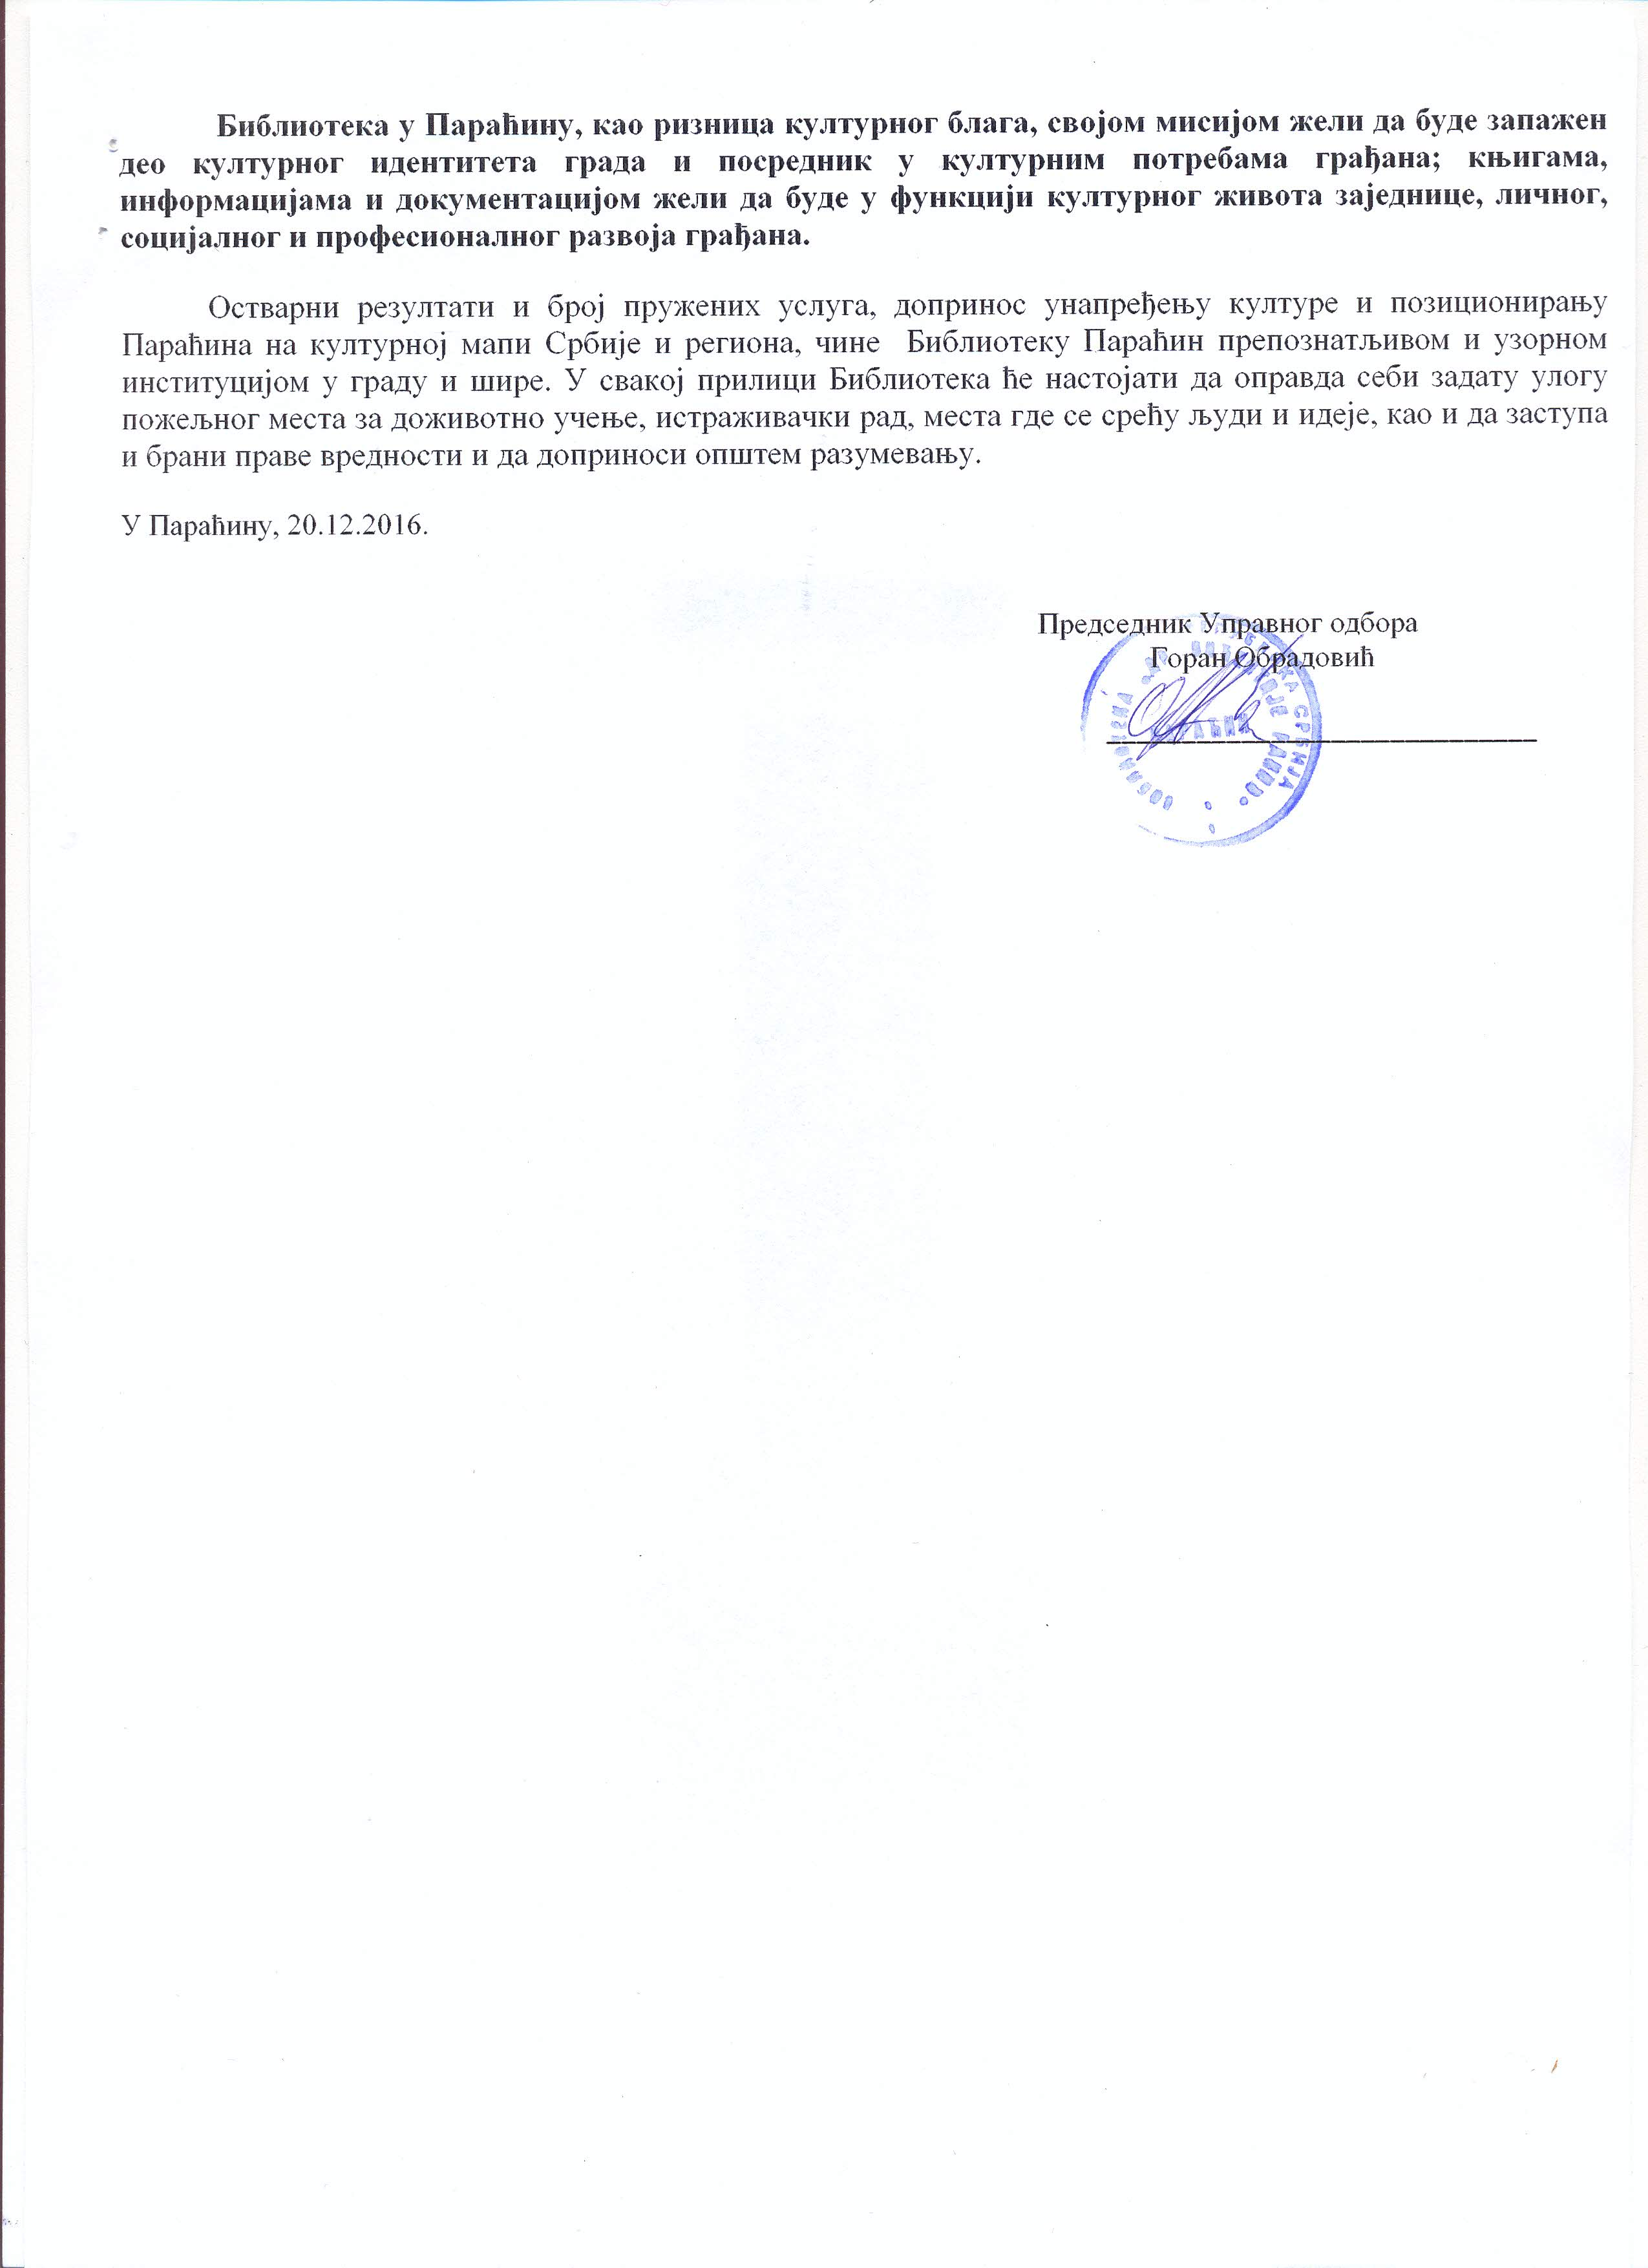 Библиотека у Параћину, као ризница културног блага, својом мисијом жели да буде запажен
део културног идентитета града и посредник у културним потребама грађана; књигама,
информацијама и документацијом жели да буде у функцији културног живота заједнице, личног,
социјалног и професионалног развоја грађана.
Остварни резултати и број пружених услуга, допринос унапређењу културе и позиционирању
Параћина на културној мапи Србије и региона, чине Библиотеку Параћин препознатљивом и узорном
институцијом у граду и шире. У свакој прилици Библиотека ће настојати да оправда себи задату улогу
пожељног места за доживотно учење, истраживачки рад, места где се срећу људи и идеје, као и да заступа
и брани праве вредности и да доприноси општем разумевању.
У Параћину, 20.12.2016.
Председник Управног одбора
Горан Обрадовић
СРБИЈА